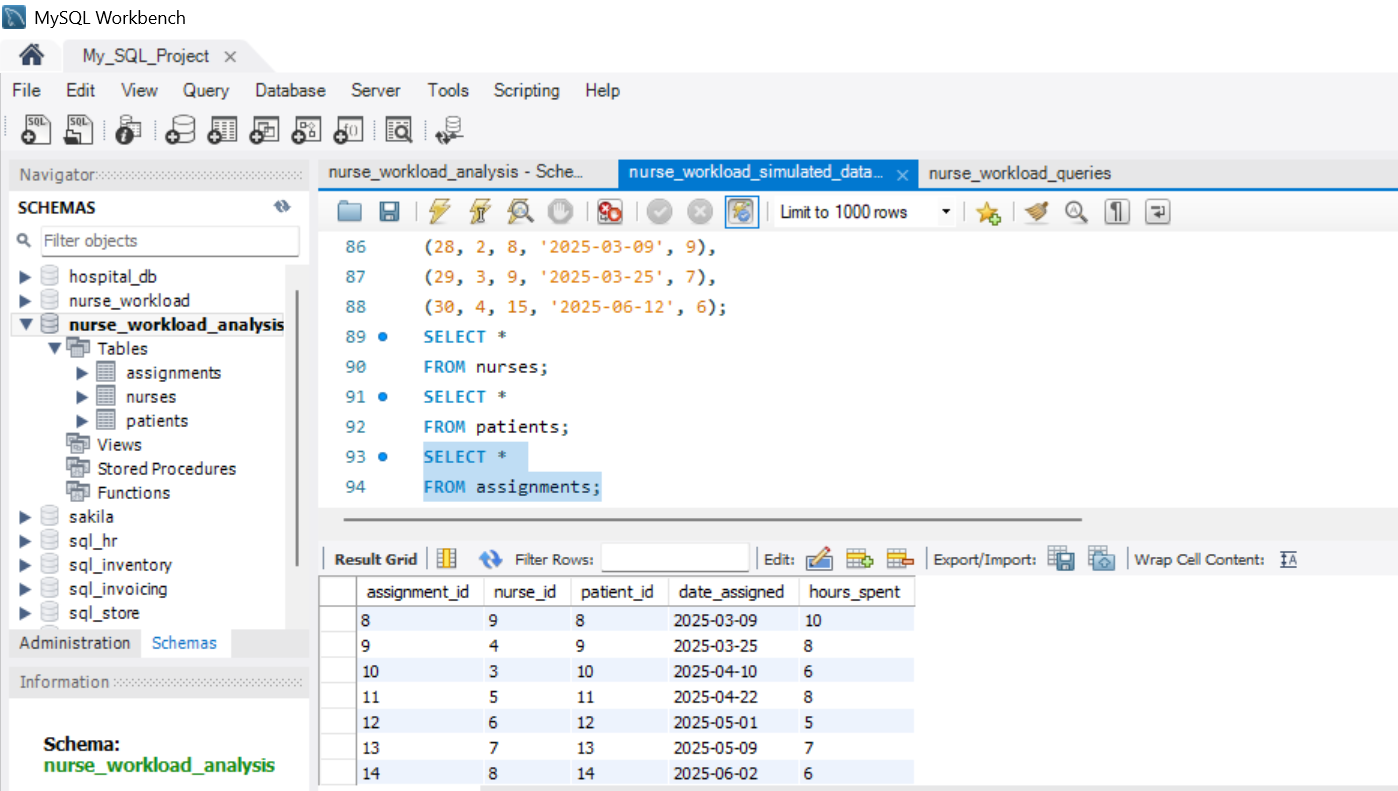 MySQL Workbench
My_SQL_Project
File Edit View Query Database Server Tools Scripting Help
SQL SQL
Navigator
SCHEMAS
Filter objects
hospital_db
nurse_workload
nurse_workload_analysis
Tables
assignments
nurses
patients
Views
Stored Procedures
Functions
sakila
sql_hr
sql_inventory
sql_invoicing
sql_store
Administration Schemas
Information
Schema:
nurse_workload_analysis
nurse_workload_analysis - Sche... nurse_workload_simulated_data... nurse_workload_queries
Limit to 1000 rows
86 (28, 2, 8, '2025-03-09', 9),
87 (29, 3, 9, '2025-03-25', 7),
88 (30, 4, 15, '2025-06-12', 6);
89 SELECT *
90 FROM nurses;
91 SELECT *
92 FROM patients;
93 SELECT *
94 FROM assignments;
Result Grid Filter Rows: Edit: Export/Import: Wrap Cell Content: IA
assignment_id nurse_id patient_id date_assigned hours_spent
8 9 8 2025-03-09 10
9 4 9 2025-03-25 8
10 3 10 2025-04-10 6
11 5 11 2025-04-22 8
12 6 12 2025-05-01 5
13 7 13 2025-05-09 7
14 8 14 2025-06-02 6